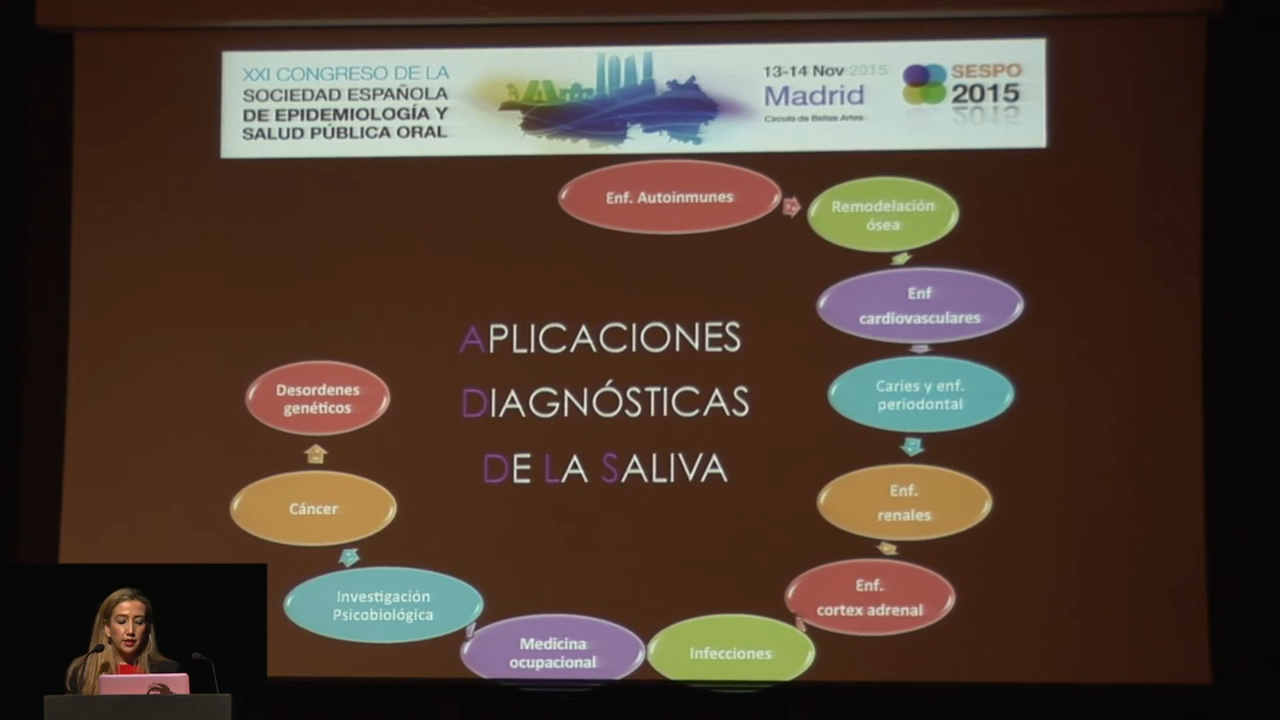 XXI CONGRESO DE LA
SOCIEDAD ESPAÑOLA
DE EPIDEMIOLOGÍA Y
SALUD PÚBLICA ORAL
13-14 Nov 2015
Madrid
Círculo de Bellas Artes
SESPO
2015
Enf. Autoinmunes
Remodelación
ósea
Enf
cardiovasculares
Caries y enf.
periodontal
Enf.
renales
Enf.
cortex adrenal
Infecciones
Medicina
ocupacional
Investigación
Psicobiológica
Cáncer
Desordenes
genéticos
APLICACIONES
DIAGNÓSTICAS
DE LA SALIVA